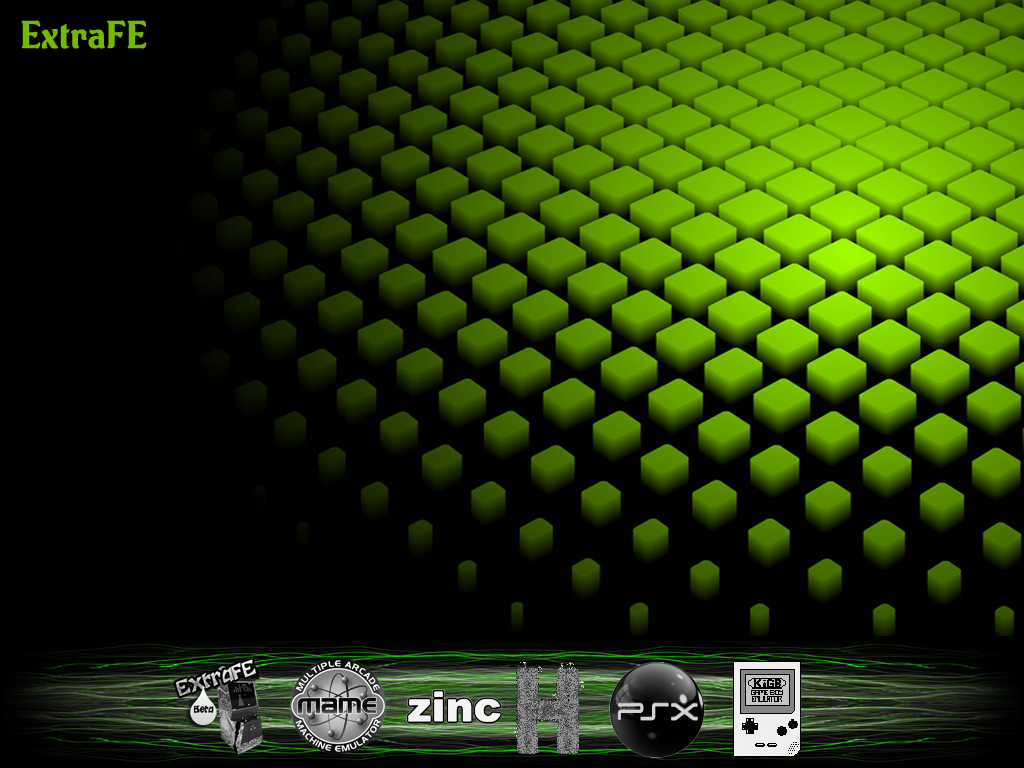 ExtraFE
ExtraFE
Beta
MULTIPLE ARCADE
mame
MACHINE EMULATOR
zinc
H
PSX
KiGB
GAME BOY
EMULATOR